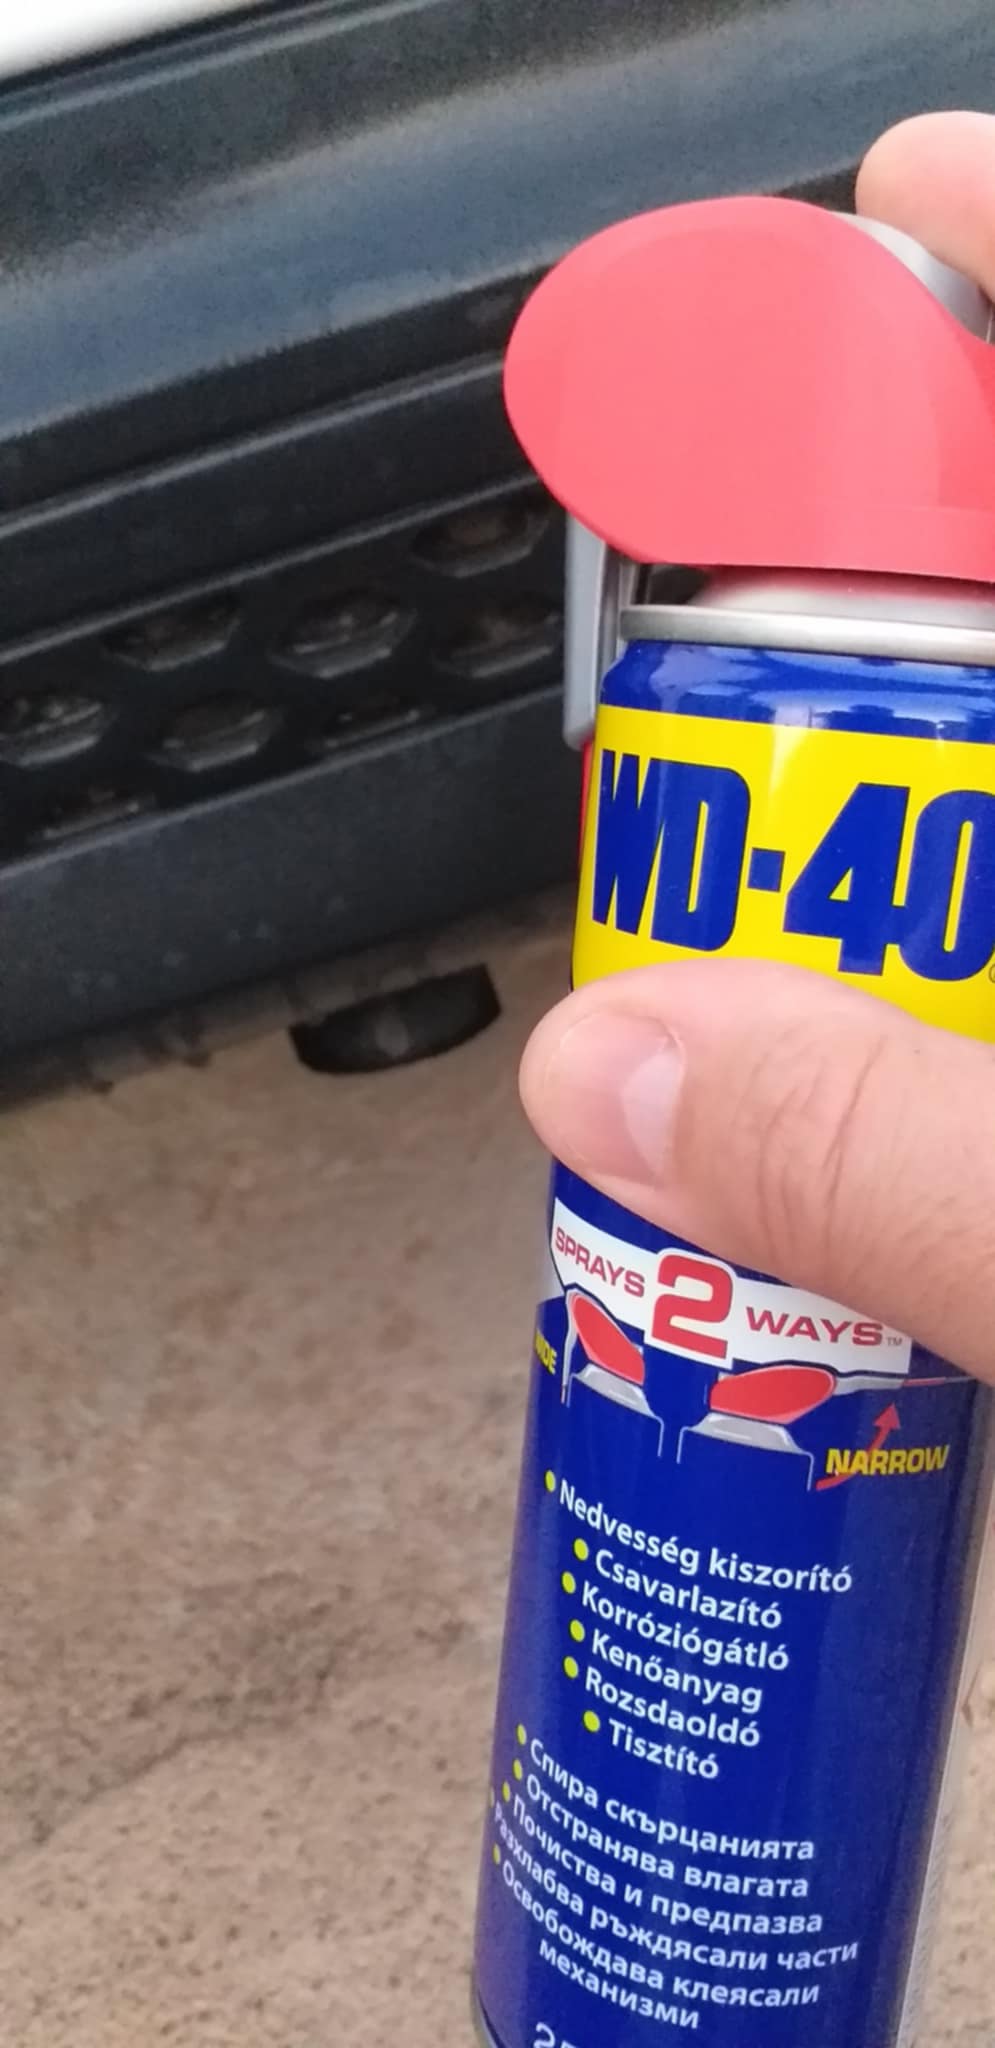 WD-40
SPRAYS 2 WAYS™
NARROW
• Nedvesség kiszorító
• Csavarlazító
• Korróziógátló
• Kenőanyag
• Rozsdaoldó
• Tisztító
• Спира скърцанията
• Отстранява влагата
• Почиства и предпазва
• Разхлабва ръждясали части
• Освобождава клеясали
механизми